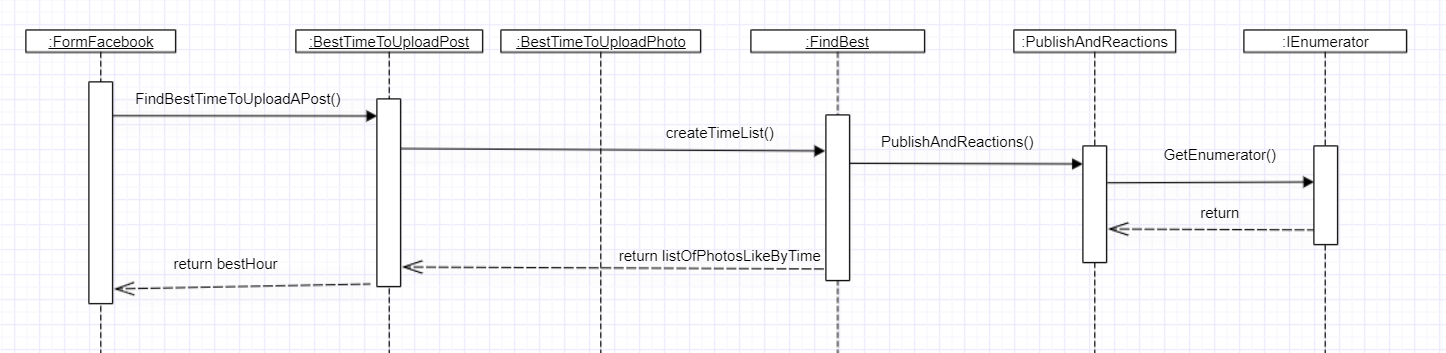 :FormFacebook
:BestTimeToUploadPost
:BestTimeToUploadPhoto
:FindBest
:PublishAndReactions
:IEnumerator
FindBestTimeToUploadAPost()
createTimeList()
PublishAndReactions()
GetEnumerator()
return
return listOfPhotosLikeByTime
return bestHour